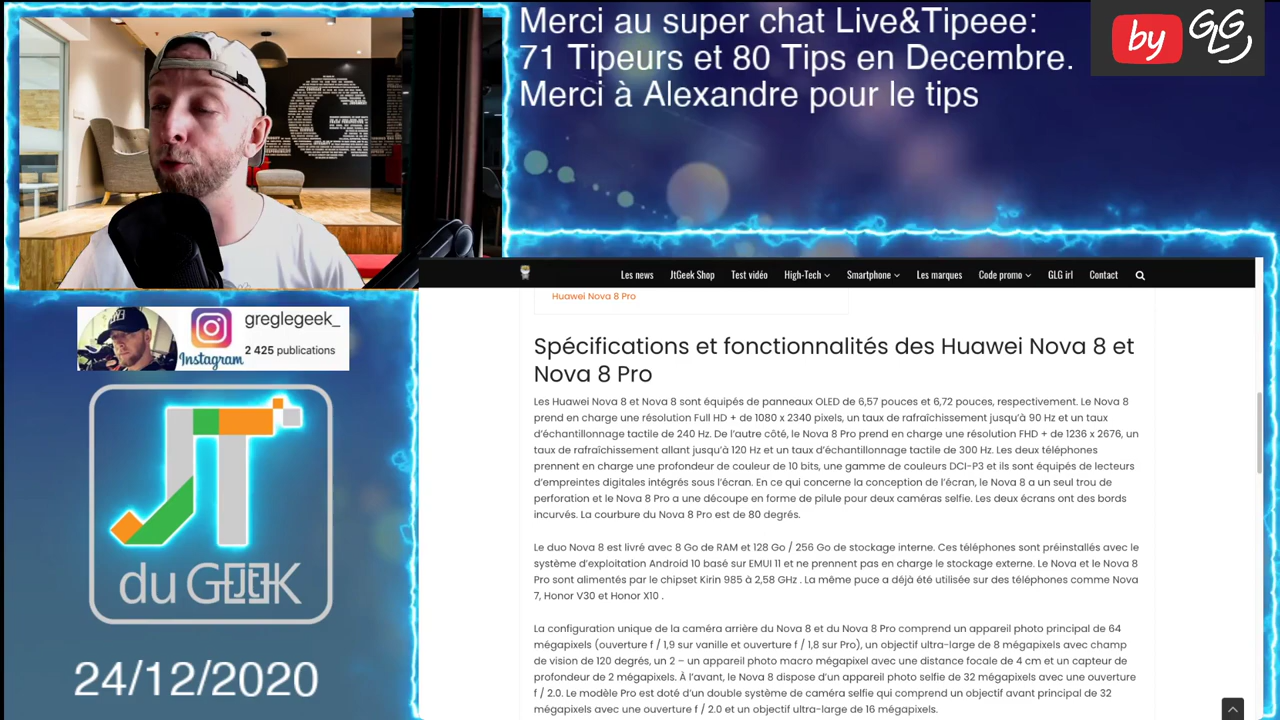 Merci au super chat Live&Tipeee:
71 Tipeurs et 80 Tips en Decembre.
Merci à Alexandre pour le tips
by GLG
greglegeek_
Instagram
2 425 publications
JT
du GEEK
24/12/2020
Les news JtGeek Shop Test vidéo High-Tech Smartphone Les marques Code promo GLG irl Contact
Huawei Nova 8 Pro
Spécifications et fonctionnalités des Huawei Nova 8 et
Nova 8 Pro
Les Huawei Nova 8 et Nova 8 sont équipés de panneaux OLED de 6,57 pouces et 6,72 pouces, respectivement. Le Nova 8
prend en charge une résolution Full HD + de 1080 x 2340 pixels, un taux de rafraîchissement jusqu'à 90 Hz et un taux
d'échantillonnage tactile de 240 Hz. De l'autre côté, le Nova 8 Pro prend en charge une résolution FHD + de 1236 x 2676, un
taux de rafraîchissement allant jusqu'à 120 Hz et un taux d'échantillonnage tactile de 300 Hz. Les deux téléphones
prennent en charge une profondeur de couleur de 10 bits, une gamme de couleurs DCI-P3 et ils sont équipés de lecteurs
d'empreintes digitales intégrés sous l'écran. En ce qui concerne la conception de l'écran, le Nova 8 a un seul trou de
perforation et le Nova 8 Pro a une découpe en forme de pilule pour deux caméras selfie. Les deux écrans ont des bords
incurvés. La courbure du Nova 8 Pro est de 80 degrés.
Le duo Nova 8 est livré avec 8 Go de RAM et 128 Go / 256 Go de stockage interne. Ces téléphones sont préinstallés avec le
système d'exploitation Android 10 basé sur EMUI 11 et ne prennent pas en charge le stockage externe. Le Nova et le Nova 8
Pro sont alimentés par le chipset Kirin 985 à 2,58 GHz . La même puce a déjà été utilisée sur des téléphones comme Nova
7, Honor V30 et Honor X10 .
La configuration unique de la caméra arrière du Nova 8 et du Nova 8 Pro comprend un appareil photo principal de 64
mégapixels (ouverture f / 1,9 sur vanille et ouverture f / 1,8 sur Pro), un objectif ultra-large de 8 mégapixels avec champ
de vision de 120 degrés, un 2 – un appareil photo macro mégapixel avec une distance focale de 4 cm et un capteur de
profondeur de 2 mégapixels. À l'avant, le Nova 8 dispose d'un appareil photo selfie de 32 mégapixels avec une ouverture
f / 2.0. Le modèle Pro est doté d'un double système de caméra selfie qui comprend un objectif avant principal de 32
mégapixels avec une ouverture f / 2.0 et un objectif ultra-large de 16 mégapixels.